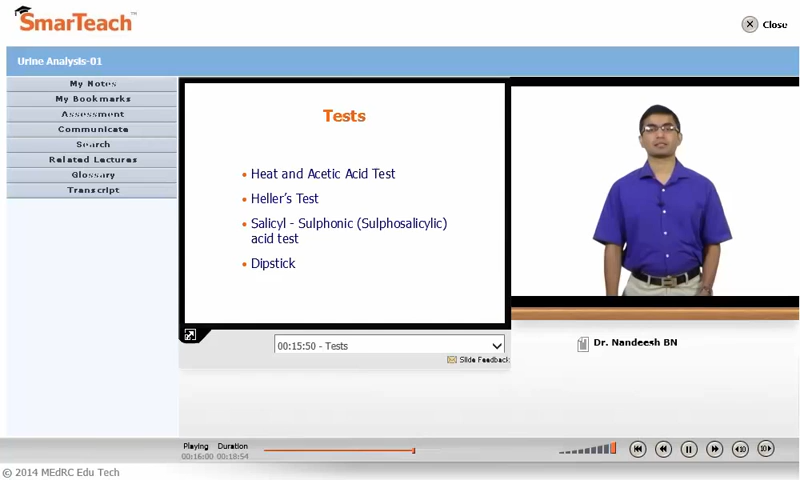 SmarTeach™
Close
Urine Analysis-01
My Notes
My Bookmarks
Assessment
Communicate
Search
Related Lectures
Glossary
Transcript
Tests
• Heat and Acetic Acid Test
• Heller's Test
• Salicyl - Sulphonic (Sulphosalicylic)
acid test
• Dipstick
00:15:50 - Tests
Slide Feedback
Dr. Nandeesh BN
Playing Duration
00:16:00 00:18:54
10 10
© 2014 MEdRC Edu Tech